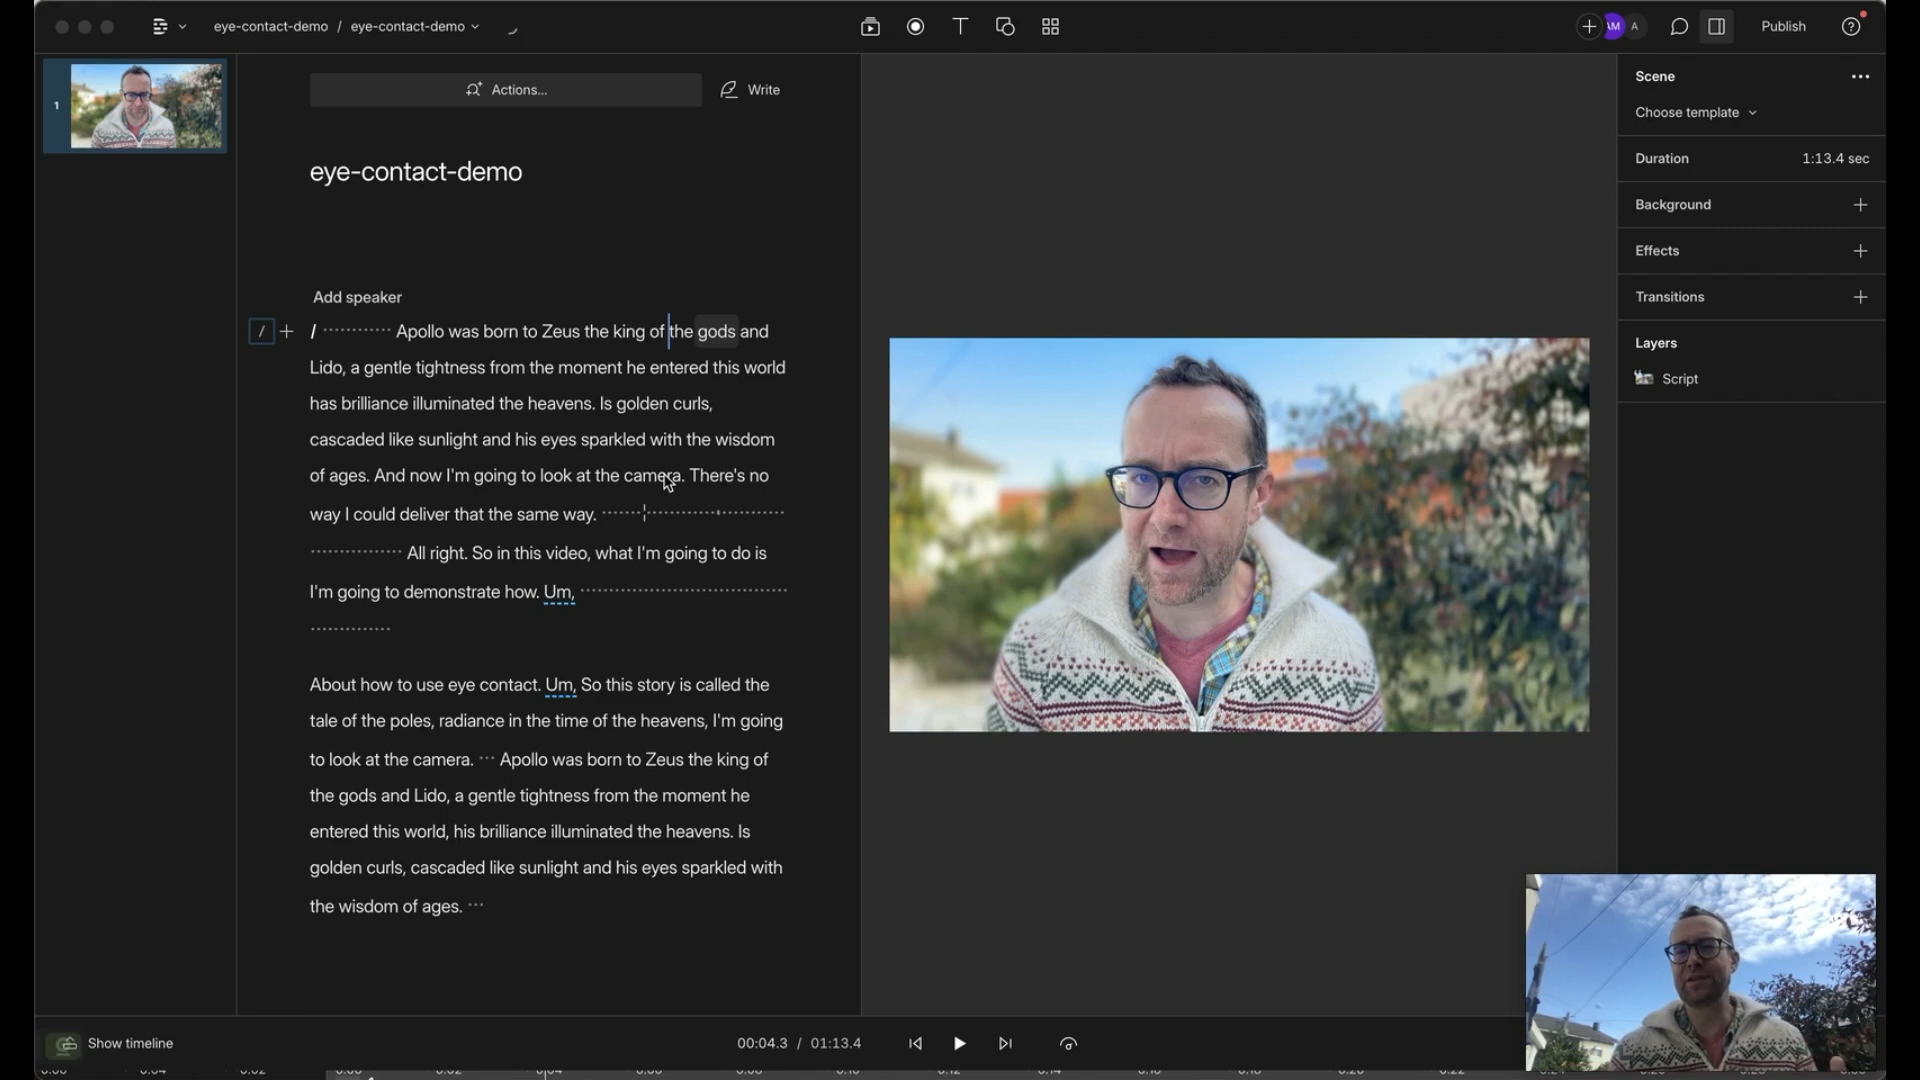 eye-contact-demo / eye-contact-demo
AM
A
Publish
1
Actions...
Write
eye-contact-demo
Add speaker
/ + / Apollo was born to Zeus the king of the gods and
Lido, a gentle tightness from the moment he entered this world
has brilliance illuminated the heavens. Is golden curls,
cascaded like sunlight and his eyes sparkled with the wisdom
of ages. And now I'm going to look at the camera. There's no
way I could deliver that the same way.
All right. So in this video, what I'm going to do is
I'm going to demonstrate how. Um,
About how to use eye contact. Um, So this story is called the
tale of the poles, radiance in the time of the heavens, I'm going
to look at the camera. ... Apollo was born to Zeus the king of
the gods and Lido, a gentle tightness from the moment he
entered this world, his brilliance illuminated the heavens. Is
golden curls, cascaded like sunlight and his eyes sparkled with
the wisdom of ages. ...
Scene
Choose template
Duration 1:13.4 sec
Background
Effects
Transitions
Layers
Script
Show timeline
00:04.3 / 01:13.4